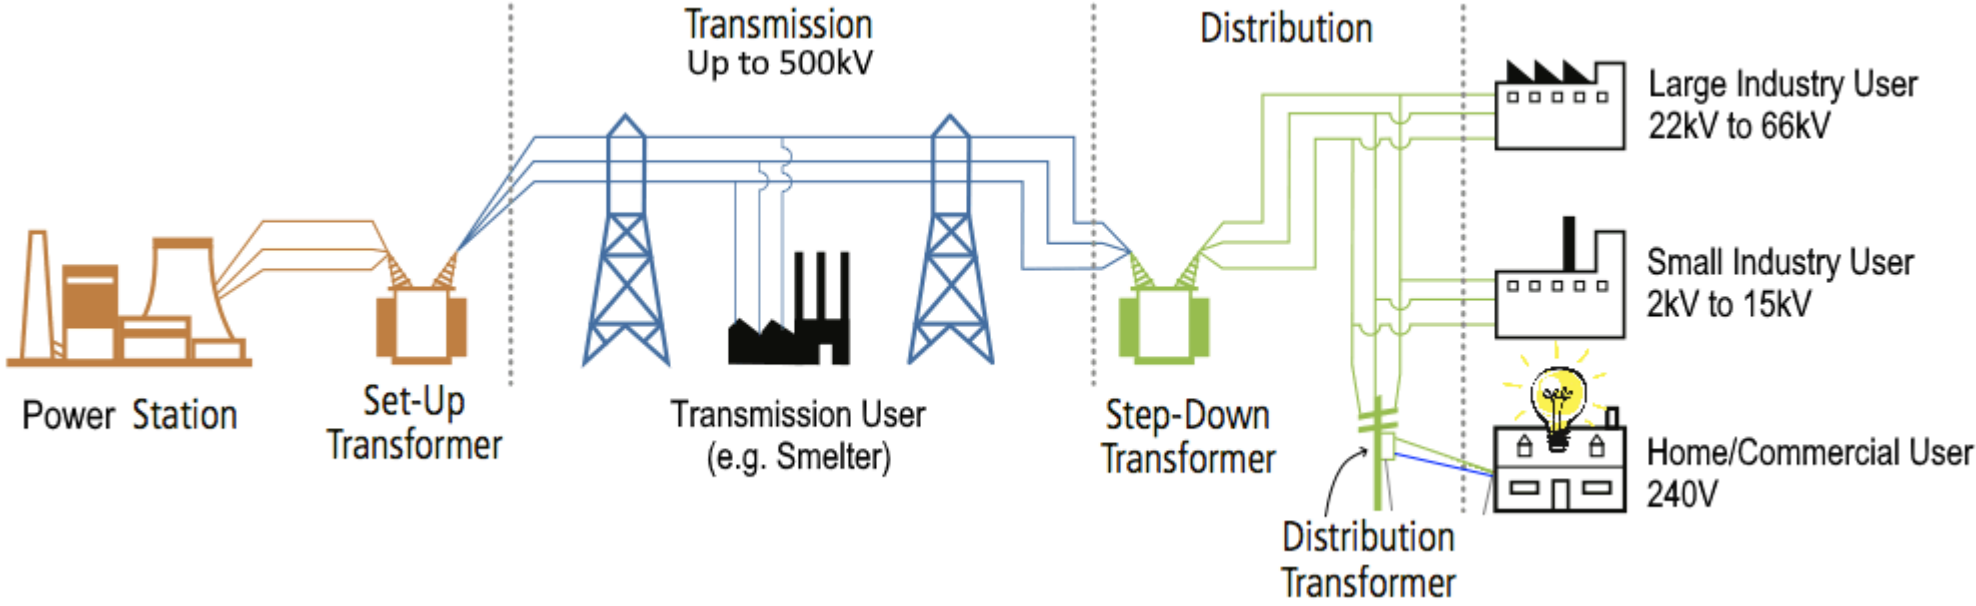 Transmission
Up to 500kV
Distribution
Large Industry User
22kV to 66kV
Small Industry User
2kV to 15kV
Power Station
Set-Up
Transformer
Transmission User
(e.g. Smelter)
Step-Down
Transformer
Home/Commercial User
240V
Distribution
Transformer